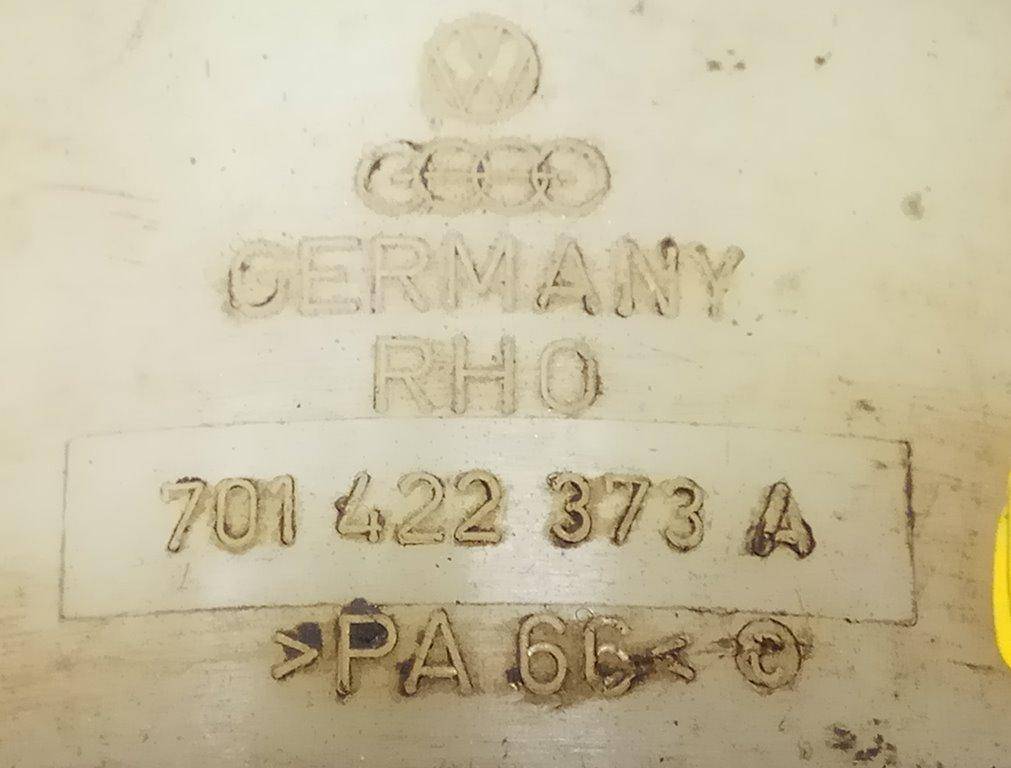 GERMANY
RHO
701 422 373 A
>PA 66< ©